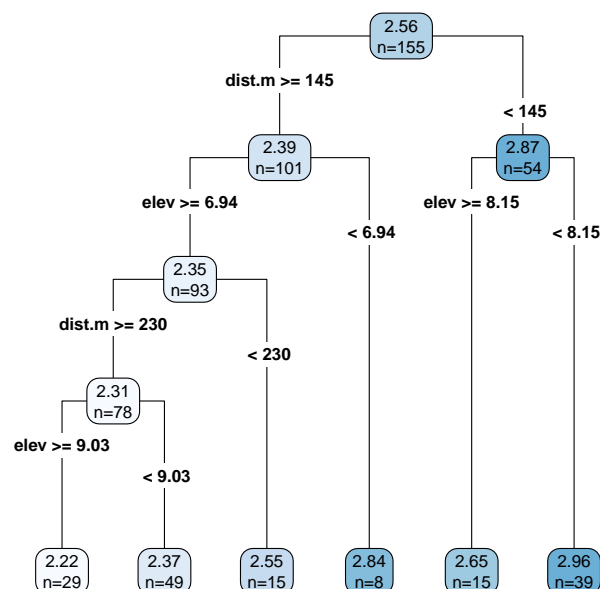 2.56
n=155
dist.m >= 145
< 145
2.39
n=101
2.87
n=54
elev >= 6.94
< 6.94
elev >= 8.15
< 8.15
2.35
n=93
dist.m >= 230
< 230
2.31
n=78
elev >= 9.03
< 9.03
2.22
n=29
2.37
n=49
2.55
n=15
2.84
n=8
2.65
n=15
2.96
n=39